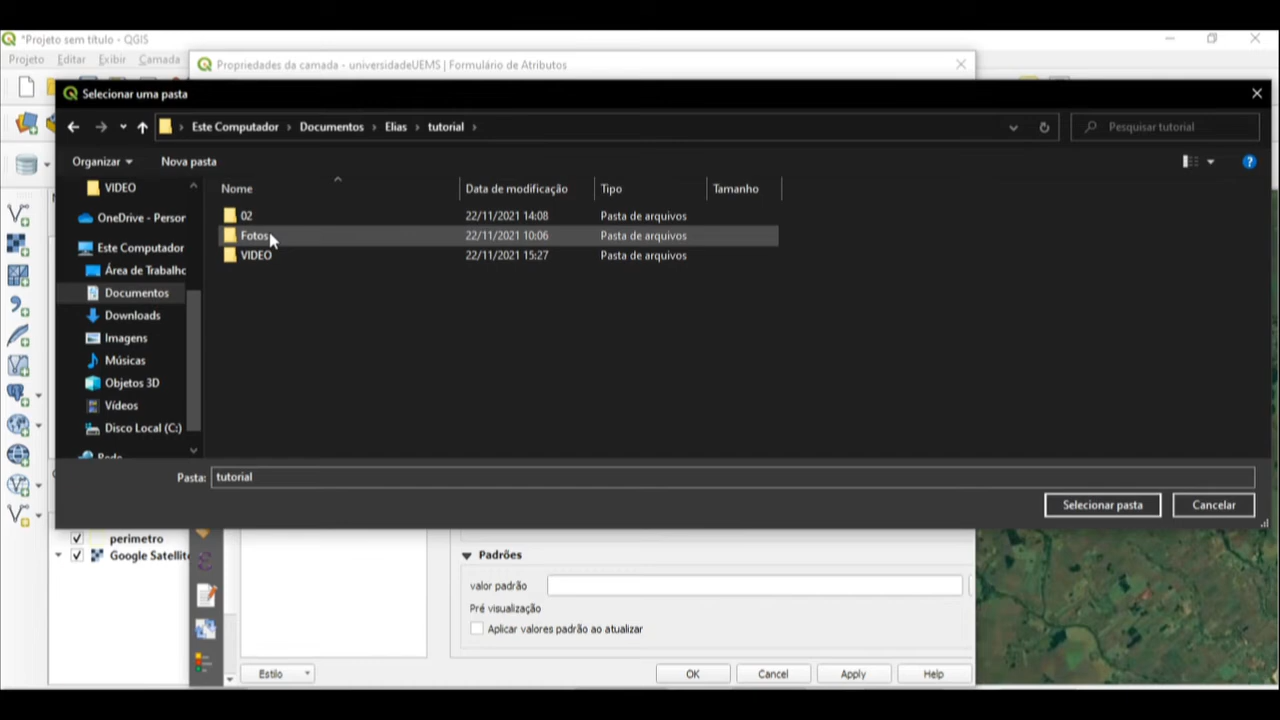 *Projeto sem título - QGIS
Projeto Editar Exibir Camada
Propriedades da camada - universidadeUEMS | Formulário de Atributos
Selecionar uma pasta
Este Computador › Documentos › Elias › tutorial ›
Pesquisar tutorial
Organizar Nova pasta
Nome Data de modificação Tipo Tamanho
VIDEO
OneDrive - Person
Este Computador
Área de Trabalho
Documentos
Downloads
Imagens
Músicas
Objetos 3D
Vídeos
Disco Local (C:)
Rede
02 22/11/2021 14:08 Pasta de arquivos
Fotos 22/11/2021 10:06 Pasta de arquivos
VIDEO 22/11/2021 15:27 Pasta de arquivos
Pasta: tutorial
Selecionar pasta Cancelar
perimetro
Google Satellite
Padrões
valor padrão
Pré visualização
Aplicar valores padrão ao atualizar
Estilo OK Cancel Apply Help